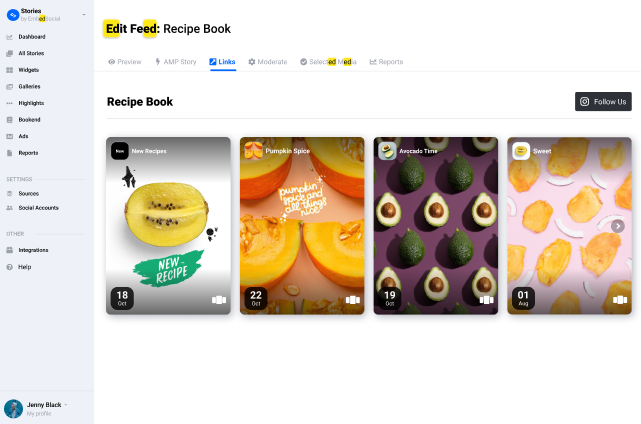 Stories
by EmbedSocial
Dashboard
All Stories
Widgets
Galleries
Highlights
Bookend
Ads
Reports
SETTINGS
Sources
Social Accounts
OTHER
Integrations
Help
Jenny Black
My profile
Edit Feed: Recipe Book
Preview
AMP Story
Links
Moderate
Selected Media
Reports
Recipe Book
Follow Us
New
New Recipes
NEW-
RECIPE
18
Oct
Pumpkin Spice
pumpkin
spice and
all things
nice
22
Oct
Avocado Time
19
Oct
Sweet
01
Aug